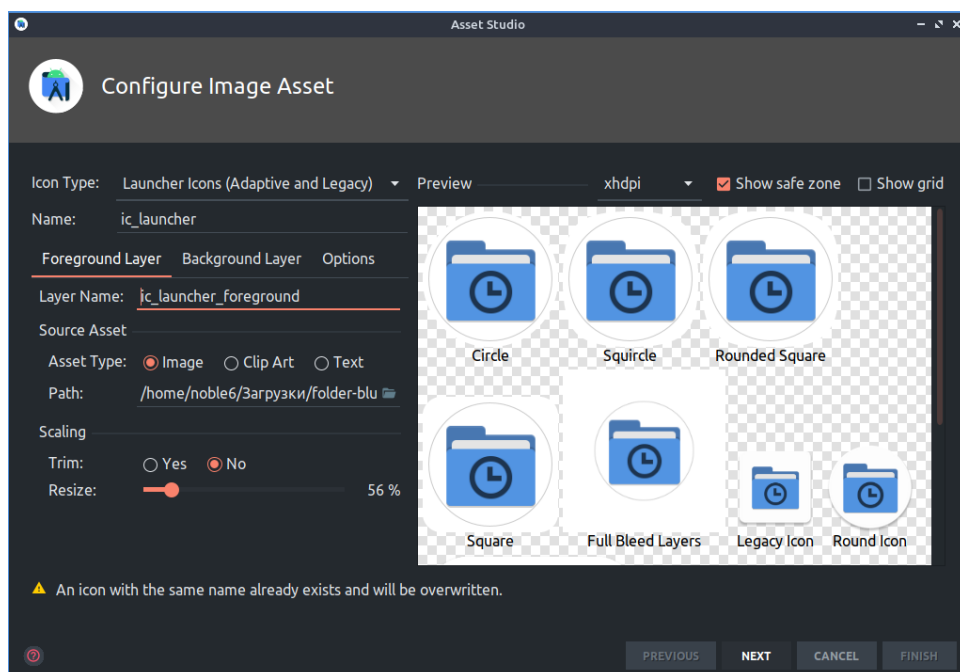 Asset Studio
Configure Image Asset
Icon Type: Launcher Icons (Adaptive and Legacy) Preview xhdpi Show safe zone Show grid
Name: ic_launcher
Foreground Layer Background Layer Options
Layer Name: ic_launcher_foreground
Source Asset
Asset Type: Image Clip Art Text
Path: /home/noble6/Загрузки/folder-blu
Scaling
Trim: Yes No
Resize: 56 %
Circle Squircle Rounded Square
Square Full Bleed Layers Legacy Icon Round Icon
An icon with the same name already exists and will be overwritten.
? PREVIOUS NEXT CANCEL FINISH